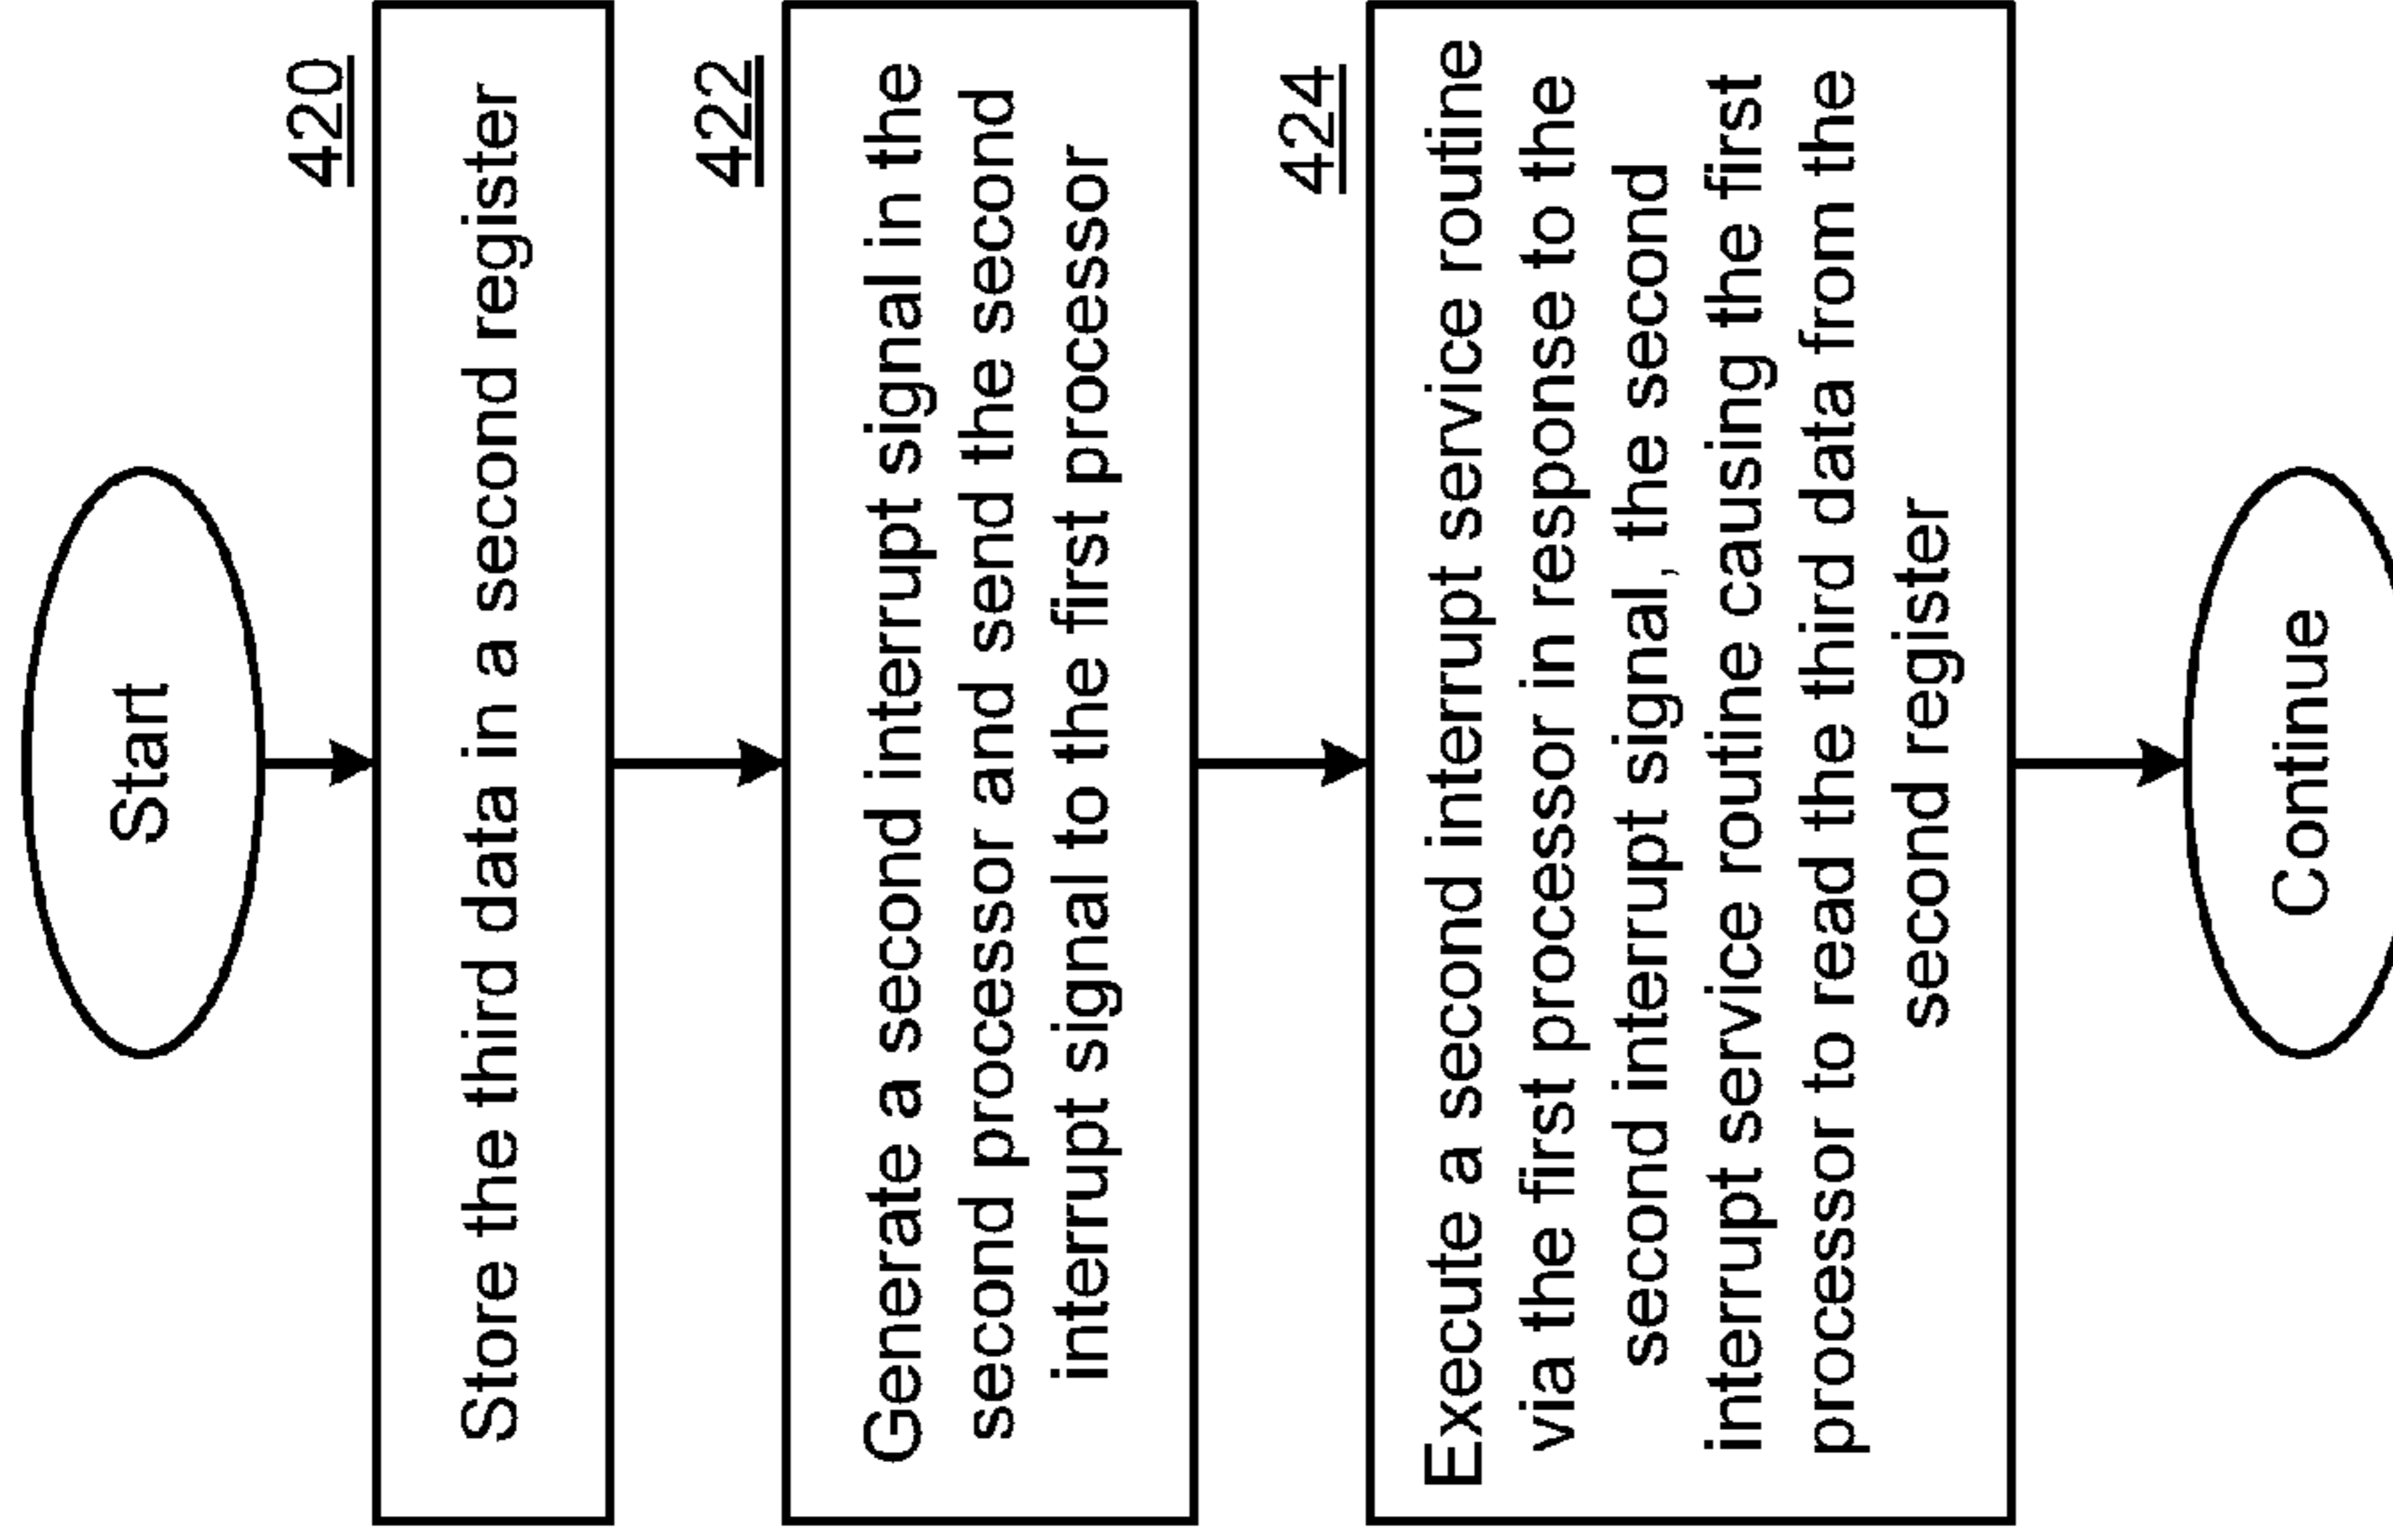 Start
420
Store the third data in a second register
422
Generate a second interrupt signal in the
second processor and send the second
interrupt signal to the first processor
424
Execute a second interrupt service routine
via the first processor in response to the
second interrupt signal, the second
interrupt service routine causing the first
processor to read the third data from the
second register
Continue